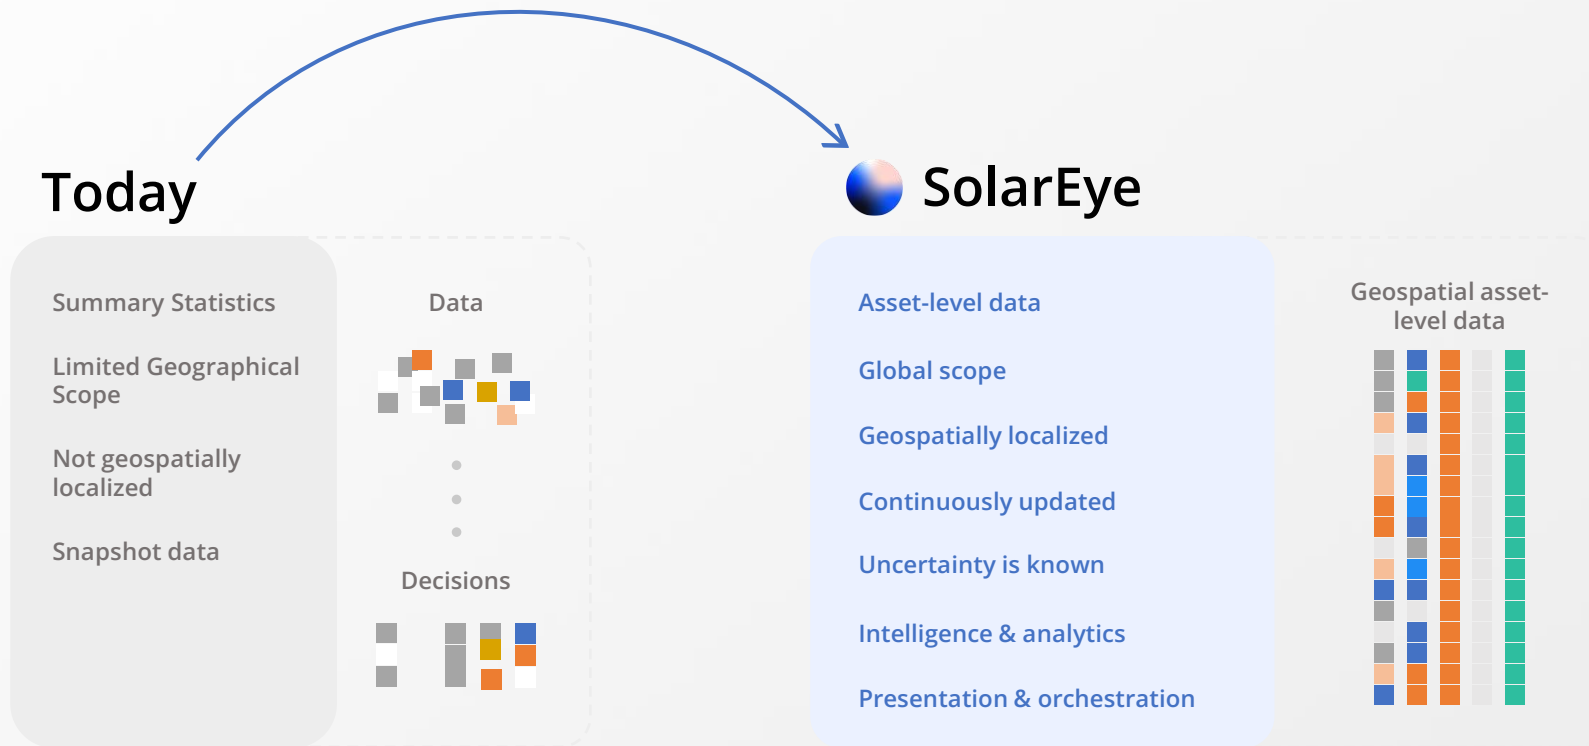 Today
Summary Statistics
Limited Geographical
Scope
Not geospatially
localized
Snapshot data
Data
Decisions
SolarEye
Asset-level data
Global scope
Geospatially localized
Continuously updated
Uncertainty is known
Intelligence & analytics
Presentation & orchestration
Geospatial asset-
level data